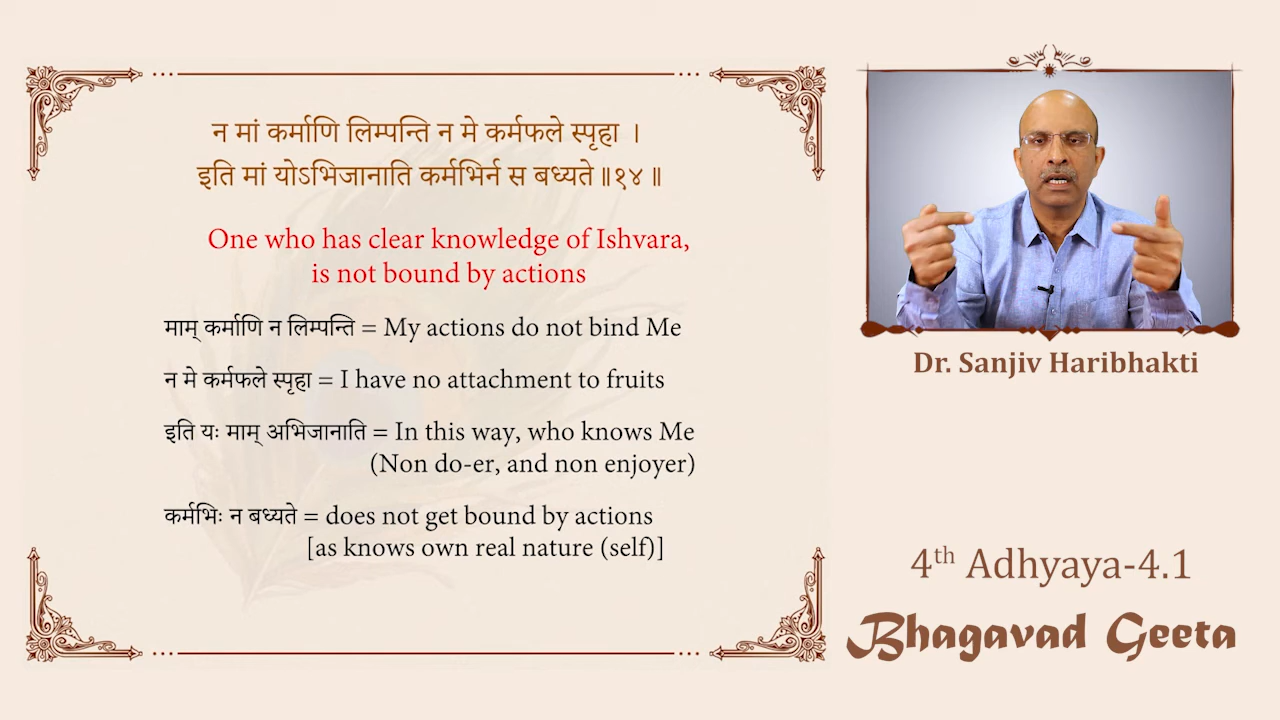 न मां कर्माणि लिम्पन्ति न मे कर्मफले स्पृहा ।
इति मां योऽभिजानाति कर्मभिर्न स बध्यते ॥१४॥
One who has clear knowledge of Ishvara,
is not bound by actions
माम् कर्माणि न लिम्पन्ति = My actions do not bind Me
न मे कर्मफले स्पृहा = I have no attachment to fruits
इति यः माम् अभिजानाति = In this way, who knows Me
(Non do-er, and non enjoyer)
कर्मभिः न बध्यते = does not get bound by actions
[as knows own real nature (self)]
Dr. Sanjiv Haribhakti
4th Adhyaya-4.1
Bhagavad Geeta